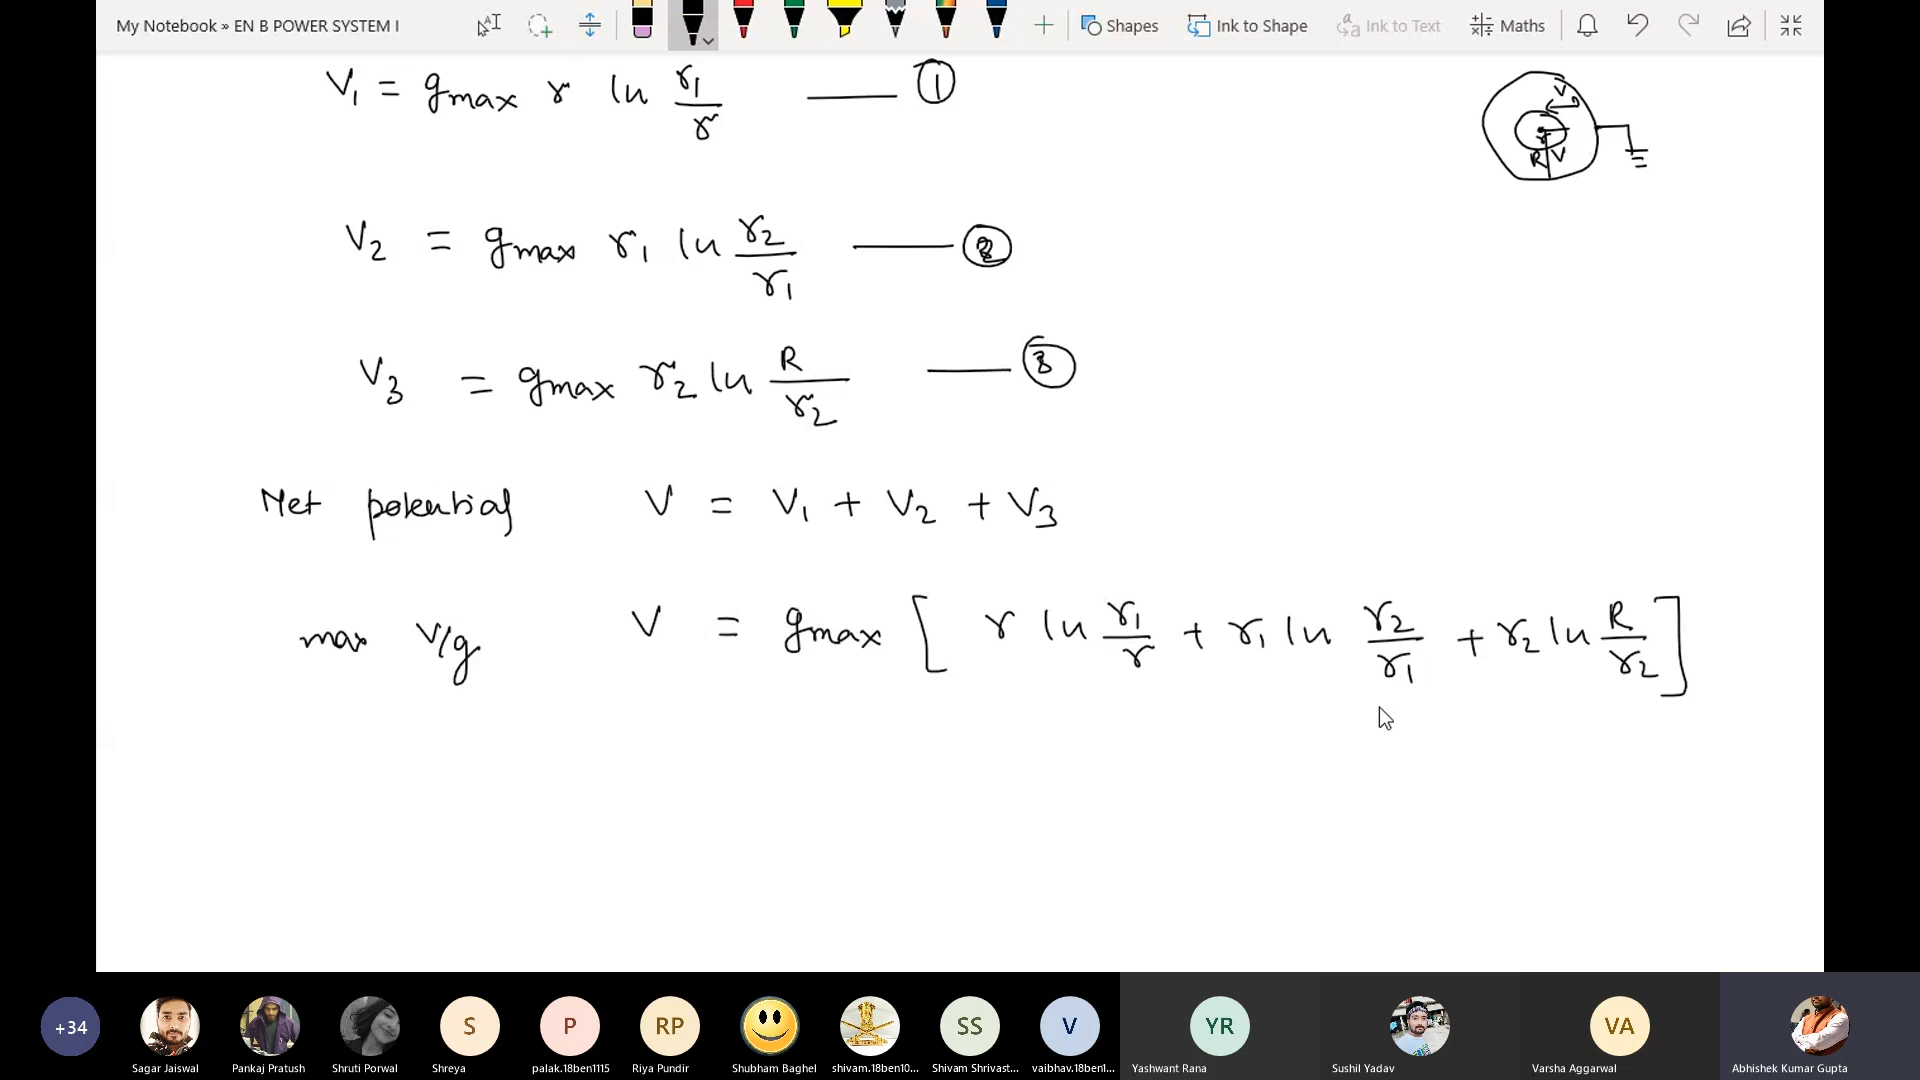 My Notebook » EN B POWER SYSTEM I
Shapes Ink to Shape Ink to Text Maths
V₁ = gmax r ln r₁/r —— ①
V₂ = gmax r₁ ln r₂/r₁ —— ②
V₃ = gmax r₂ ln R/r₂ —— ③
R V
Net potential V = V₁ + V₂ + V₃
max V/g V = gmax [ r ln r₁/r + r₁ ln r₂/r₁ + r₂ ln R/r₂ ]
+34 S P RP SS V YR VA
Sagar Jaiswal Pankaj Pratush Shruti Porwal Shreya palak.18ben1115 Riya Pundir Shubham Baghel shivam.18ben10... Shivam Shrivast... vaibhav.18ben1... Yashwant Rana Sushil Yadav Varsha Aggarwal Abhishek Kumar Gupta